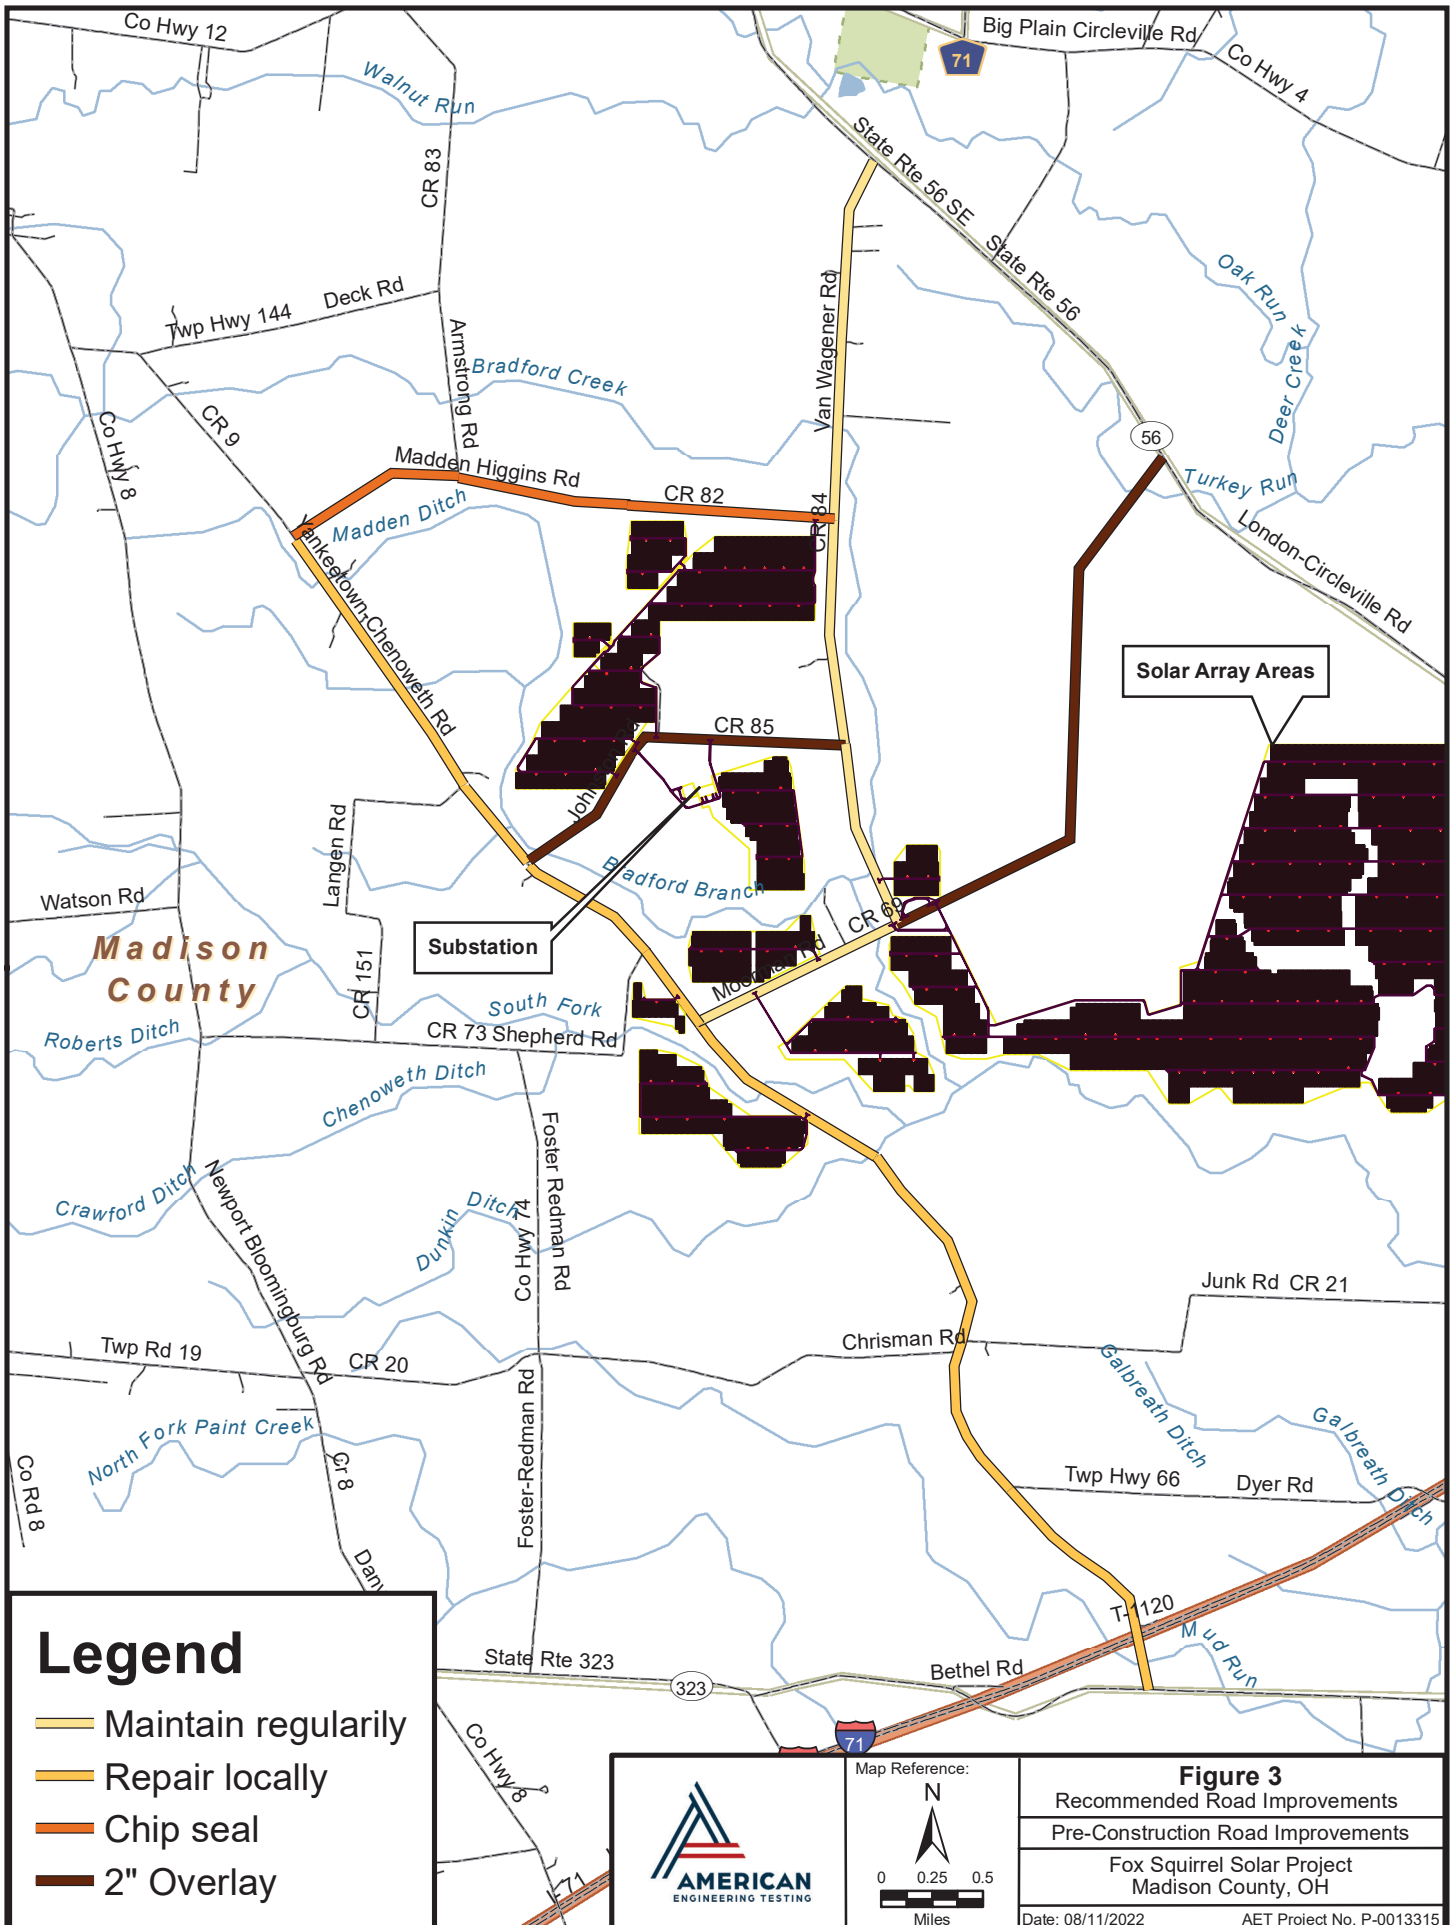 Co Hwy 12
Big Plain Circleville Rd
71
Co Hwy 4
Walnut Run
CR 83
State Rte 56 SE
State Rte 56
Oak Run
Deer Creek
Twp Hwy 144
Deck Rd
Armstrong Rd
Van Wagener Rd
Bradford Creek
CR 9
Co Hwy 8
56
Madden Higgins Rd
CR 82
CR 84
Turkey Run
Madden Ditch
London-Circleville Rd
Yankeetown-Chenoweth Rd
Solar Array Areas
CR 85
Johnson Rd
Langen Rd
Watson Rd
Bradford Branch
CR 69
Moorman Rd
Substation
Madison
County
CR 151
South Fork
Roberts Ditch
CR 73 Shepherd Rd
Chenoweth Ditch
Foster Redman Rd
Crawford Ditch
Newport Bloomingburg Rd
Dunkin Ditch
Co Hwy 74
Junk Rd CR 21
Twp Rd 19
CR 20
Chrisman Rd
Galbreath Ditch
Galbreath Ditch
North Fork Paint Creek
Foster-Redman Rd
Co Rd 8
Cr 8
Twp Hwy 66
Dyer Rd
Danv
T-1120
Mud Run
State Rte 323
323
Bethel Rd
71
Co Hwy 8
I-71
Legend
Maintain regularily
Repair locally
Chip seal
2" Overlay
AMERICAN
ENGINEERING TESTING
Map Reference:
N
0 0.25 0.5
Miles
Figure 3
Recommended Road Improvements
Pre-Construction Road Improvements
Fox Squirrel Solar Project
Madison County, OH
Date: 08/11/2022 AET Project No. P-0013315